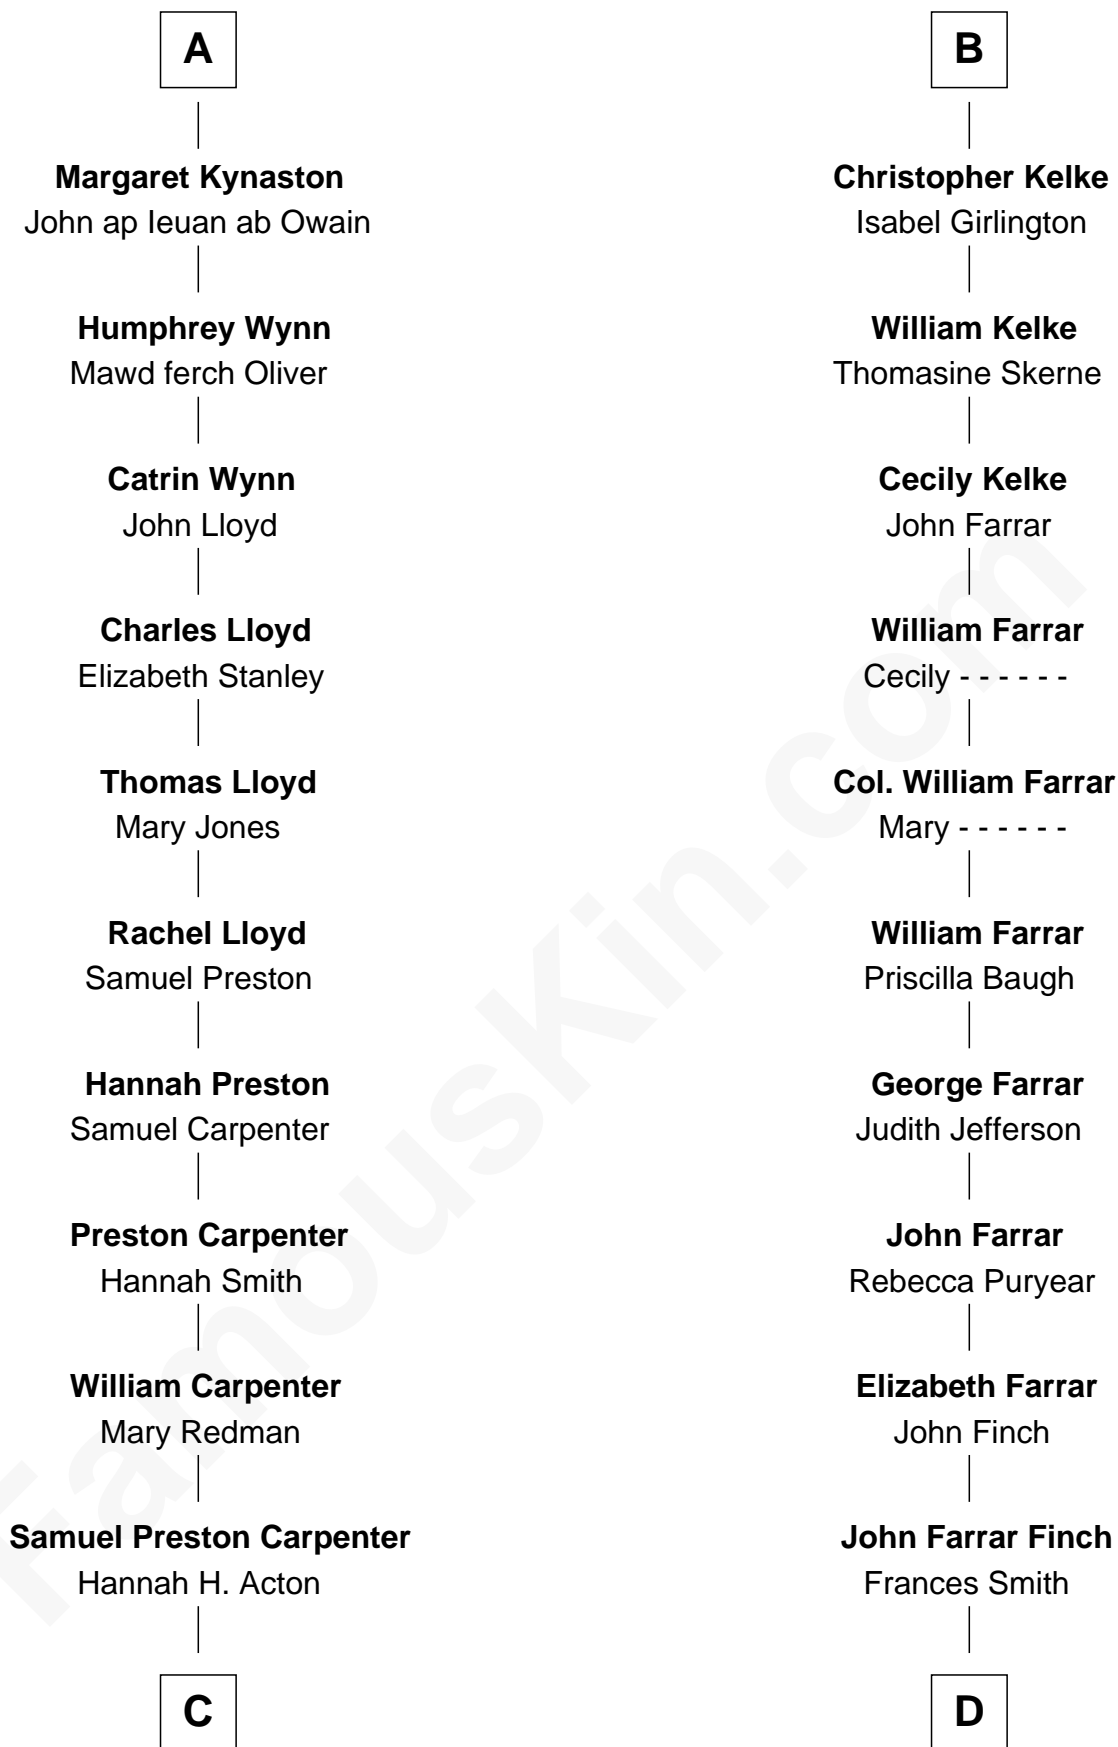 A
Margaret Kynaston
John ap Ieuan ab Owain
Humphrey Wynn
Mawd ferch Oliver
Catrin Wynn
John Lloyd
Charles Lloyd
Elizabeth Stanley
Thomas Lloyd
Mary Jones
Rachel Lloyd
Samuel Preston
Hannah Preston
Samuel Carpenter
Preston Carpenter
Hannah Smith
William Carpenter
Mary Redman
Samuel Preston Carpenter
Hannah H. Acton
C
B
Christopher Kelke
Isabel Girlington
William Kelke
Thomasine Skerne
Cecily Kelke
John Farrar
William Farrar
Cecily - - - - - -
Col. William Farrar
Mary - - - - - -
William Farrar
Priscilla Baugh
George Farrar
Judith Jefferson
John Farrar
Rebecca Puryear
Elizabeth Farrar
John Finch
John Farrar Finch
Frances Smith
D
FamousKin.com